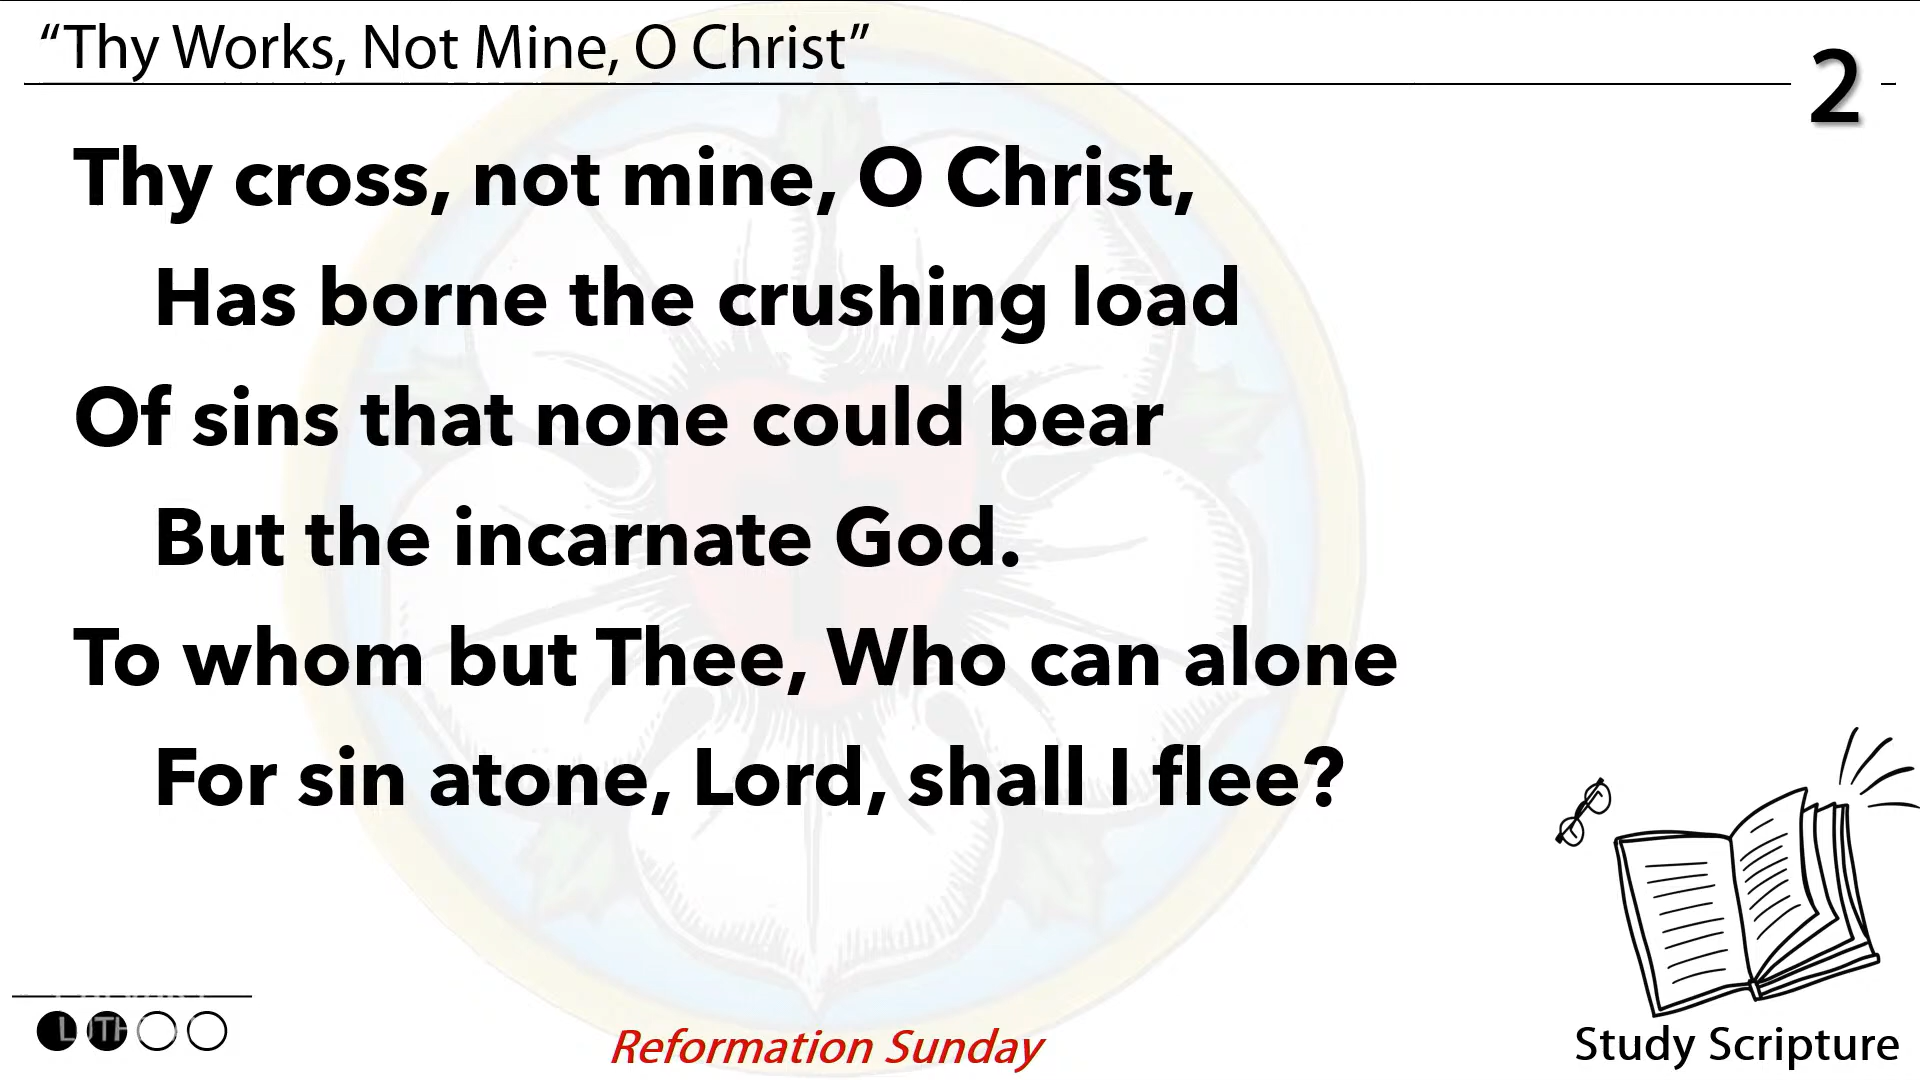 “Thy Works, Not Mine, O Christ”
2
Thy cross, not mine, O Christ,
Has borne the crushing load
Of sins that none could bear
But the incarnate God.
To whom but Thee, Who can alone
For sin atone, Lord, shall I flee?
Reformation Sunday
Study Scripture